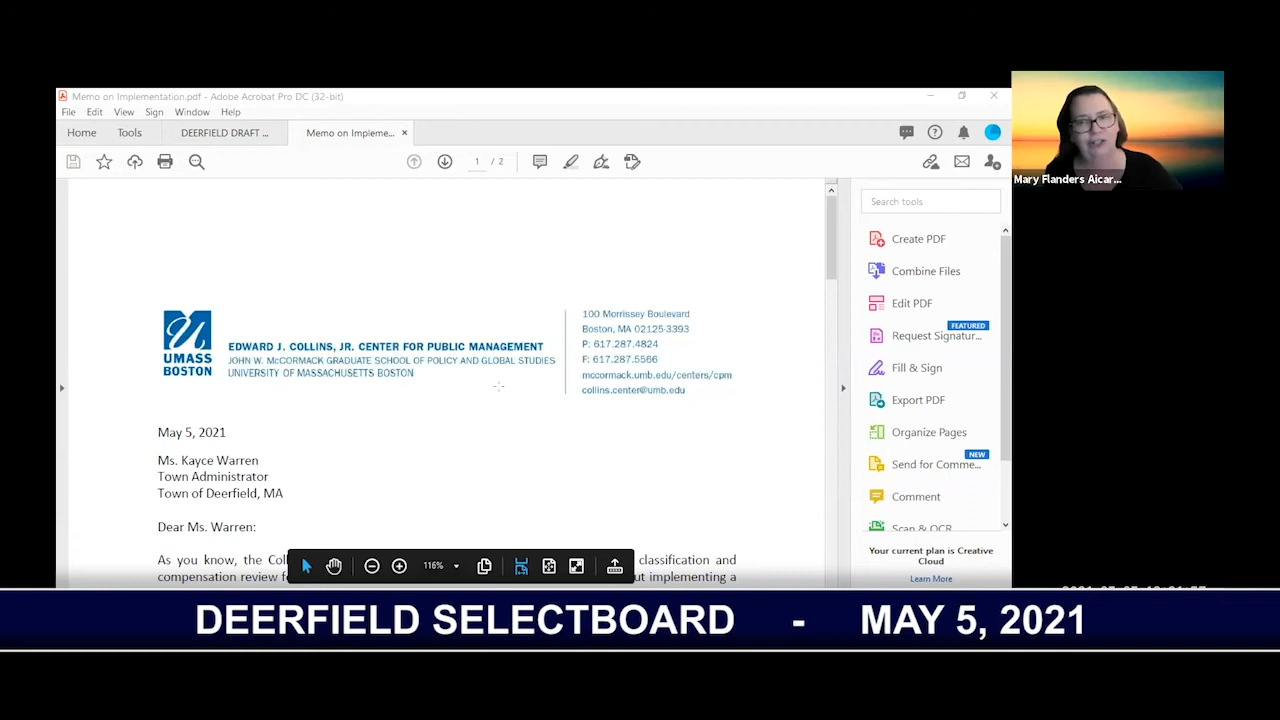 Memo on Implementation.pdf - Adobe Acrobat Pro DC (32-bit)
File Edit View Sign Window Help
Home Tools DEERFIELD DRAFT ... Memo on Impleme... ×
1 / 2
Mary Flanders Aicar...
Search tools
Create PDF
Combine Files
Edit PDF
FEATURED
Request Signatur...
Fill & Sign
Export PDF
Organize Pages
NEW
Send for Comme...
Comment
Scan & OCR
Your current plan is Creative
Cloud
Learn More
UMASS
BOSTON
EDWARD J. COLLINS, JR. CENTER FOR PUBLIC MANAGEMENT
JOHN W. McCORMACK GRADUATE SCHOOL OF POLICY AND GLOBAL STUDIES
UNIVERSITY OF MASSACHUSETTS BOSTON
100 Morrissey Boulevard
Boston, MA 02125-3393
P: 617.287.4824
F: 617.287.5566
mccormack.umb.edu/centers/cpm
collins.center@umb.edu
May 5, 2021
Ms. Kayce Warren
Town Administrator
Town of Deerfield, MA
Dear Ms. Warren:
As you know, the classification and
compensation review implementing a
116%
DEERFIELD SELECTBOARD - MAY 5, 2021